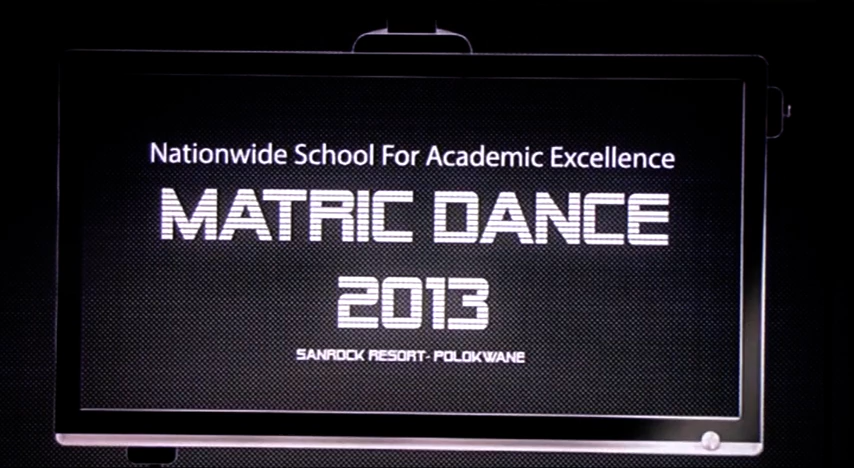 Nationwide School For Academic Excellence
MATRIC DANCE
2013
SANROCK RESORT- POLOKWANE